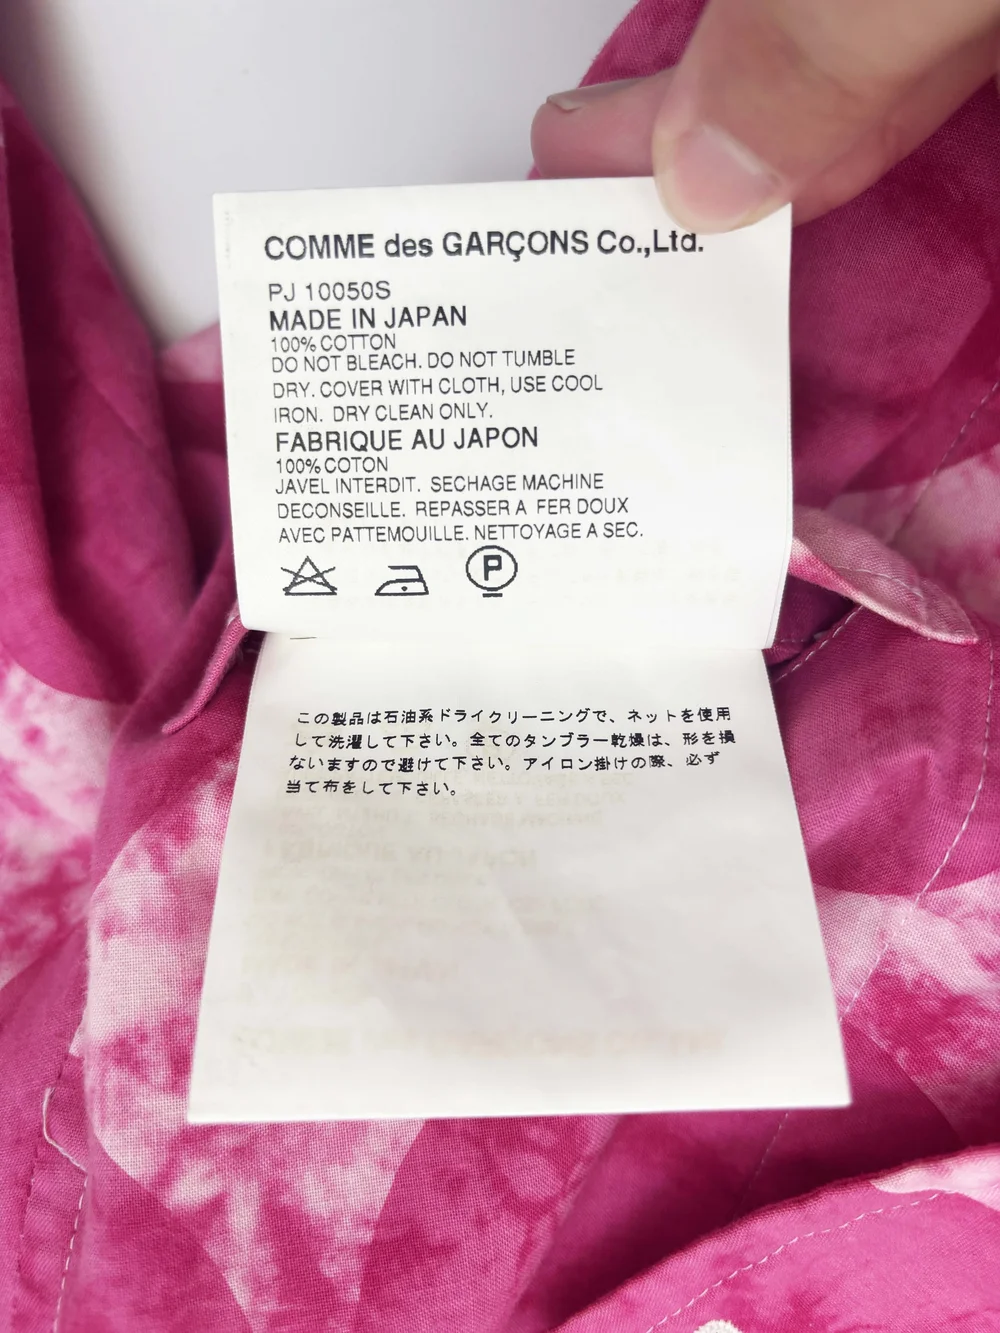 COMME des GARÇONS Co.,Ltd.
PJ 10050S
MADE IN JAPAN
100% COTTON
DO NOT BLEACH. DO NOT TUMBLE
DRY. COVER WITH CLOTH, USE COOL
IRON. DRY CLEAN ONLY.
FABRIQUE AU JAPON
100% COTON
JAVEL INTERDIT. SECHAGE MACHINE
DECONSEILLE. REPASSER A FER DOUX
AVEC PATTEMOUILLE. NETTOYAGE A SEC.
P
この製品は石油系ドライクリーニングで、ネットを使用
して洗濯して下さい。全てのタンブラー乾燥は、形を損
ないますので避けて下さい。アイロン掛けの際、必ず
当て布をして下さい。